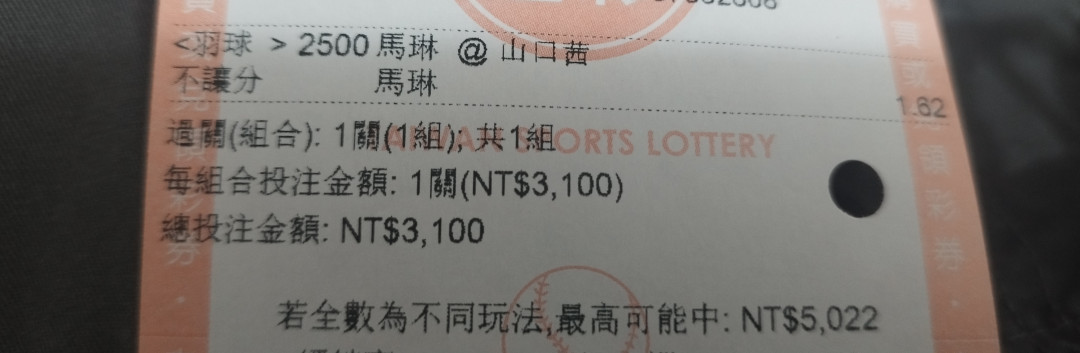 <羽球 > 2500 馬琳 @ 山口茜
不讓分 馬琳
1.62
過關(組合): 1關(1組); 共1組
SPORTS LOTTERY
每組合投注金額: 1關(NT$3,100)
總投注金額: NT$3,100
若全數為不同玩法,最高可能中: NT$5,022